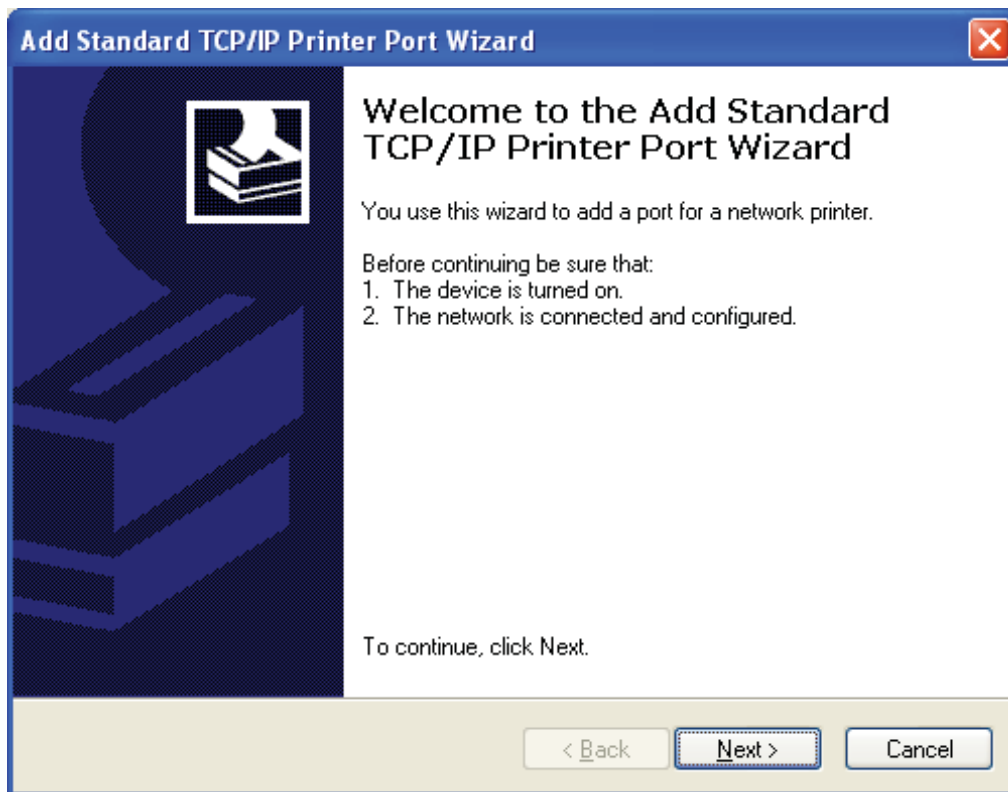 Add Standard TCP/IP Printer Port Wizard
Welcome to the Add Standard
TCP/IP Printer Port Wizard
You use this wizard to add a port for a network printer.
Before continuing be sure that:
1. The device is turned on.
2. The network is connected and configured.
To continue, click Next.
< Back
Next >
Cancel